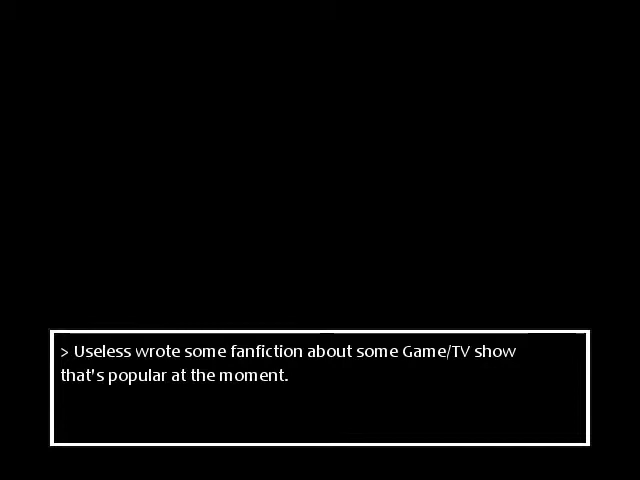 > Useless wrote some fanfiction about some Game/TV show
that's popular at the moment.